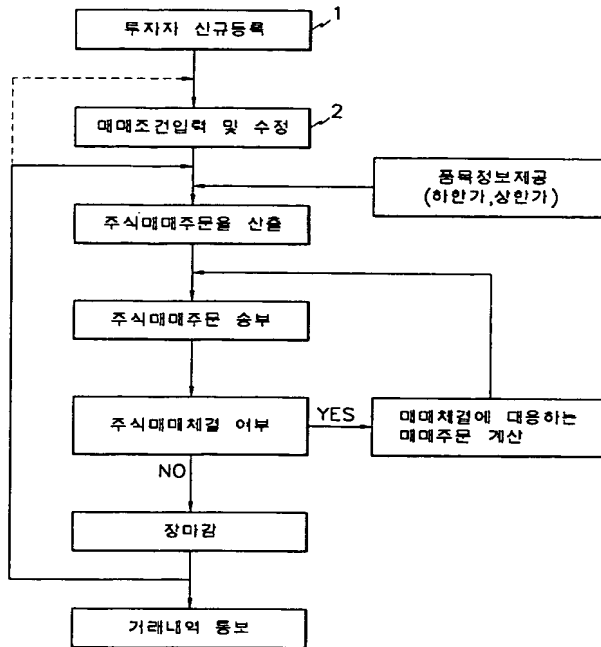 투자자 신규등록
1
매매조건입력 및 수정
2
품목정보제공
(하한가,상한가)
주식매매주문을 산출
주식매매주문 송부
주식매매체결 여부
YES
매매체결에 대응하는
매매주문 계산
NO
장마감
거래내역 통보